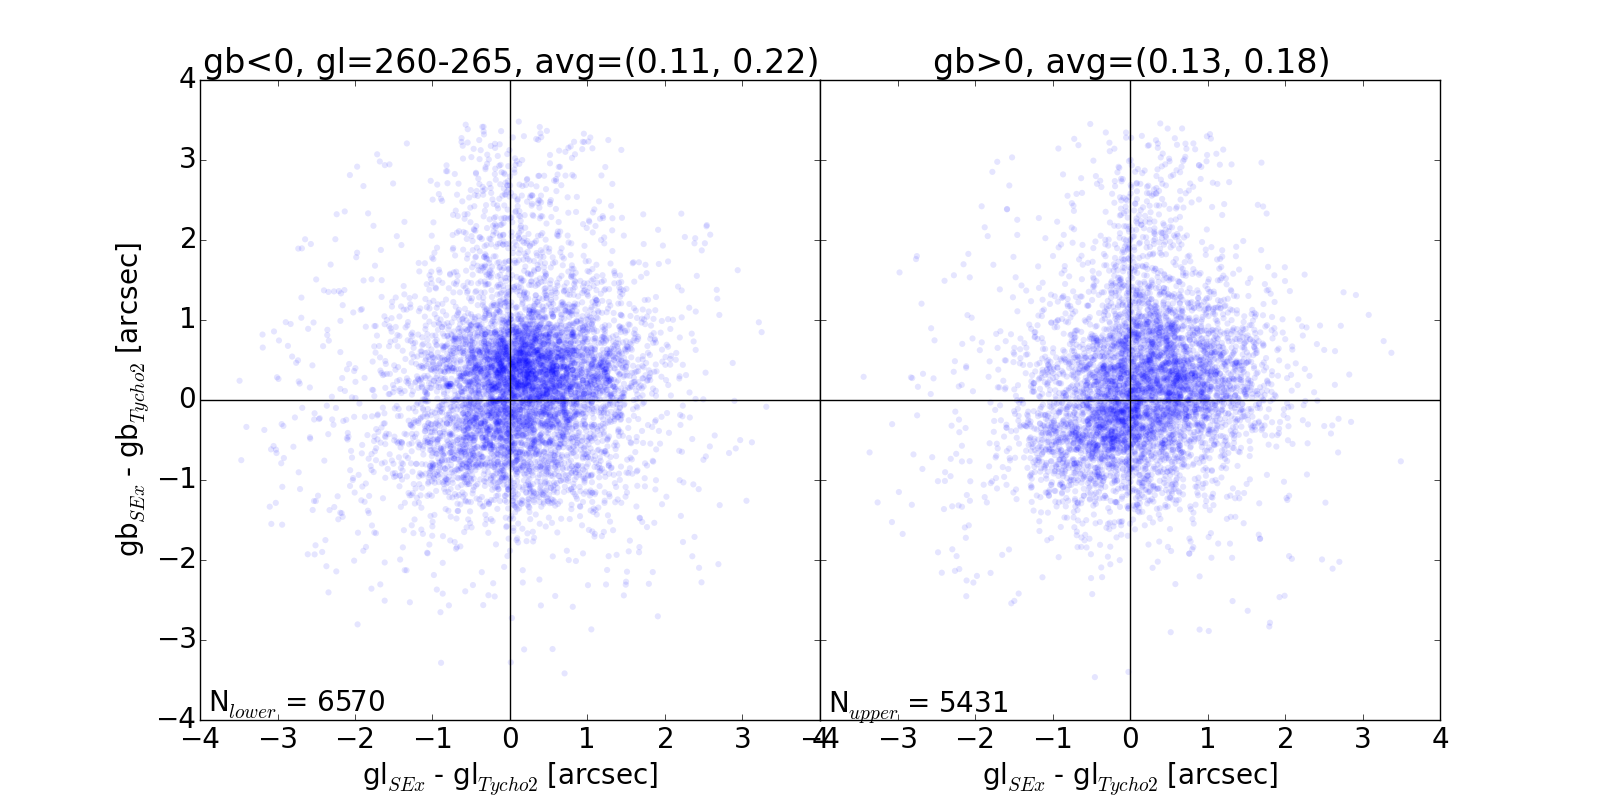 gb<0, gl=260-265, avg=(0.11, 0.22)
gb>0, avg=(0.13, 0.18)
4
3
2
1
0
−1
−2
−3
−4
gb_SEx - gb_Tycho2 [arcsec]
N_lower = 6570
N_upper = 5431
−4 −3 −2 −1 0 1 2 3 4
−4 −3 −2 −1 0 1 2 3 4
gl_SEx - gl_Tycho2 [arcsec]
gl_SEx - gl_Tycho2 [arcsec]